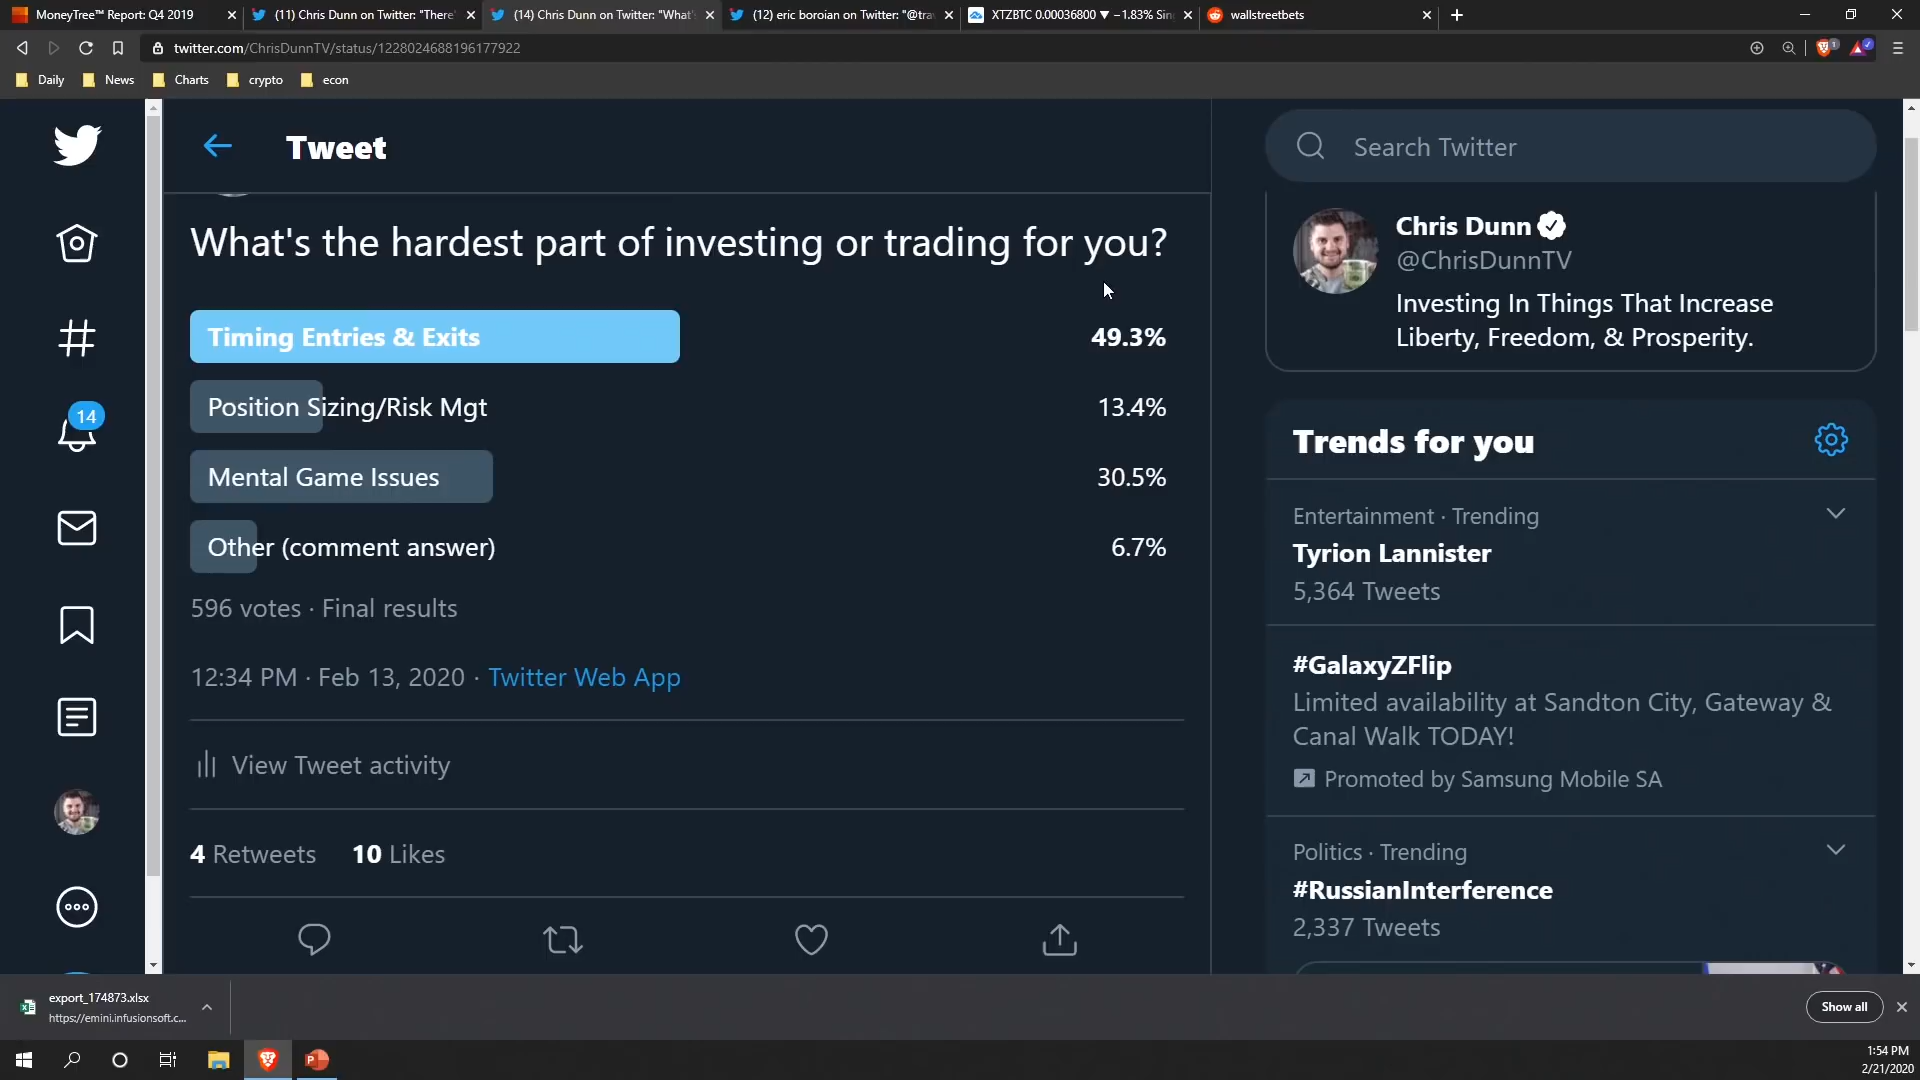 MoneyTree™ Report: Q4 2019
(11) Chris Dunn on Twitter: "There'
(14) Chris Dunn on Twitter: "What's
(12) eric boroian on Twitter: "@tra
XTZBTC 0.00036800 ▼ −1.83% Sin
wallstreetbets
twitter.com/ChrisDunnTV/status/1228024688196177922
1
Daily
News
Charts
crypto
econ
Tweet
What's the hardest part of investing or trading for you?
Timing Entries & Exits 49.3%
Position Sizing/Risk Mgt 13.4%
Mental Game Issues 30.5%
Other (comment answer) 6.7%
596 votes · Final results
12:34 PM · Feb 13, 2020 · Twitter Web App
View Tweet activity
4 Retweets 10 Likes
14
Search Twitter
Chris Dunn
@ChrisDunnTV
Investing In Things That Increase
Liberty, Freedom, & Prosperity.
Trends for you
Entertainment · Trending
Tyrion Lannister
5,364 Tweets
#GalaxyZFlip
Limited availability at Sandton City, Gateway &
Canal Walk TODAY!
Promoted by Samsung Mobile SA
Politics · Trending
#RussianInterference
2,337 Tweets
export_174873.xlsx
https://emini.infusionsoft.c...
Show all
1:54 PM
2/21/2020